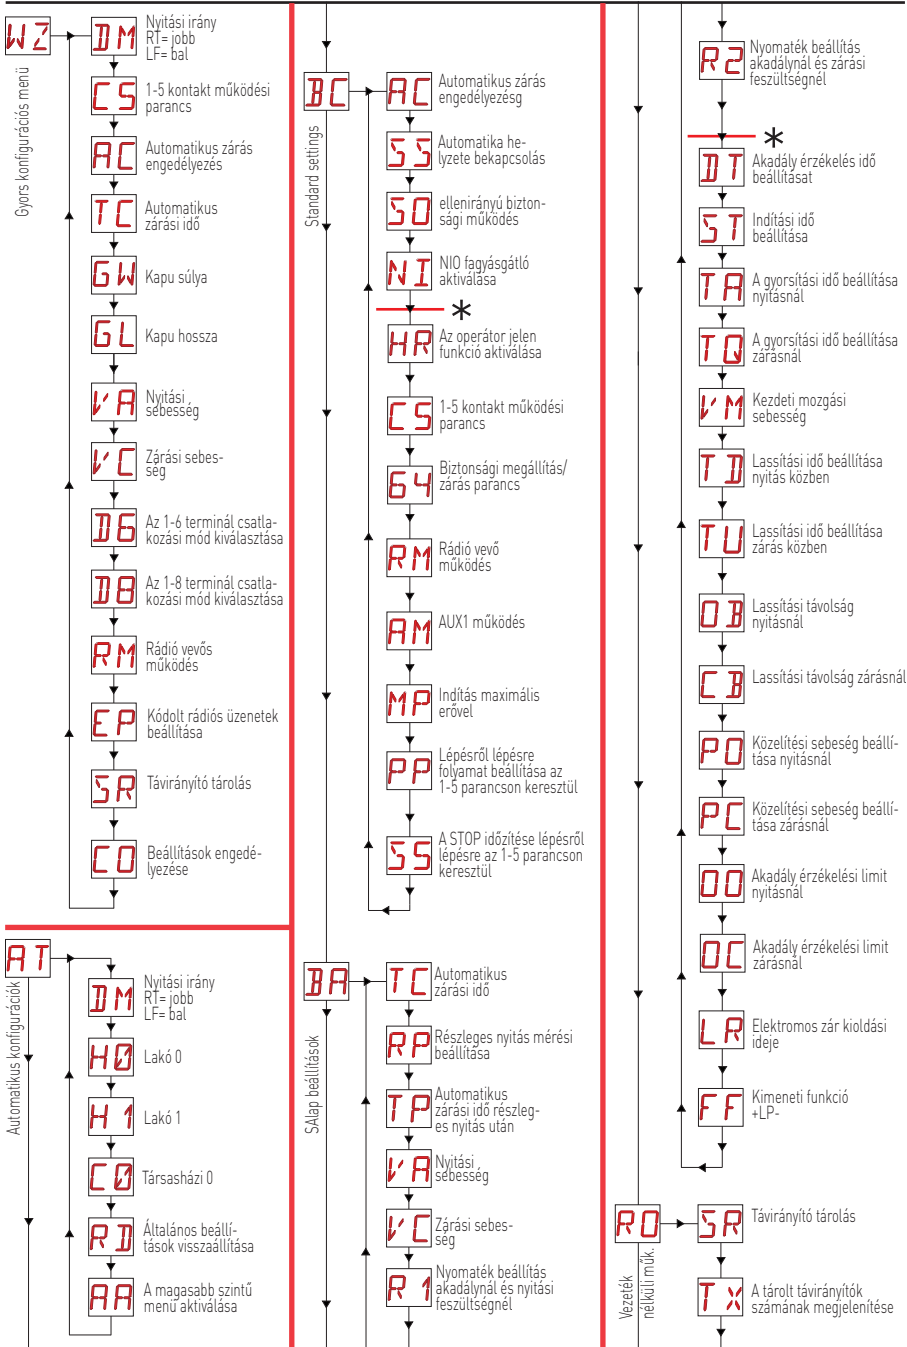 WZ
Gyors konfigurációs menü
DM
Nyitási irány
RT= jobb
LF= bal
CS
1-5 kontakt működési
parancs
AC
Automatikus zárás
engedélyezés
TC
Automatikus
zárási idő
GW
Kapu súlya
GL
Kapu hossza
VA
Nyitási
sebesség
VC
Zárási sebes-
ség
D6
Az 1-6 terminál csatla-
kozási mód kiválasztása
D8
Az 1-8 terminál csatla-
kozási mód kiválasztása
RM
Rádió vevős
működés
EP
Kódolt rádiós üzenetek
beállítása
SR
Távirányító tárolás
CO
Beállítások engedé-
lyezése
AT
Automatikus konfigurációk
DM
Nyitási irány
RT= jobb
LF= bal
H0
Lakó 0
H1
Lakó 1
C0
Társasházi 0
RD
Általános beállí-
tások visszaállítása
AA
A magasabb szintű
menü aktiválása
BC
Standard settings
AC
Automatikus zárás
engedélyezésg
SS
Automatika he-
lyzete bekapcsolás
SO
ellenirányú bizton-
sági működés
NI
NIO fagyásgátló
aktiválása
*
HR
Az operátor jelen
funkció aktiválása
CS
1-5 kontakt működési
parancs
G4
Biztonsági megállítás/
zárás parancs
RM
Rádió vevő
működés
AM
AUX1 működés
MP
Indítás maximális
erővel
PP
Lépésről lépésre
folyamat beállítása az
1-5 parancson keresztül
S5
A STOP időzítése lépésről
lépésre az 1-5 parancson
keresztül
BA
SAlap beállítások
TC
Automatikus
zárási idő
RP
Részleges nyitás mérési
beállítása
TP
Automatikus
zárási idő részleg-
es nyitás után
VA
Nyitási
sebesség
VC
Zárási sebes-
ség
R1
Nyomaték beállítás
akadálynál és nyitási
feszültségnél
R2
Nyomaték beállítás
akadálynál és zárási
feszültségnél
*
DT
Akadály érzékelés idő
beállításat
ST
Indítási idő
beállítása
TA
A gyorsítási idő beállítása
nyitásnál
TQ
A gyorsítási idő beállítása
zárásnál
VM
Kezdeti mozgási
sebesség
TD
Lassítási idő beállítása
nyitás közben
TU
Lassítási idő beállítása
zárás közben
OB
Lassítási távolság
nyitásnál
CB
Lassítási távolság zárásnál
PO
Közelítési sebeség beállí-
tása nyitásnál
PC
Közelítési sebeség beállí-
tása zárásnál
OO
Akadály érzékelési limit
nyitásnál
OC
Akadály érzékelési limit
zárásnál
LR
Elektromos zár kioldási
ideje
FF
Kimeneti funkció
+LP-
RO
Vezeték
nélküli műk.
SR
Távirányító tárolás
TX
A tárolt távirányítók
számának megjelenítése